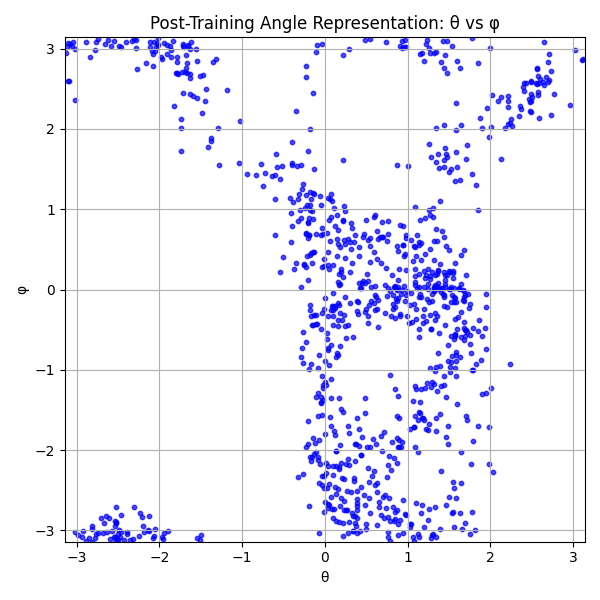 Post-Training Angle Representation: θ vs φ
3
2
1
0
−1
−2
−3
φ
−3 −2 −1 0 1 2 3
θ